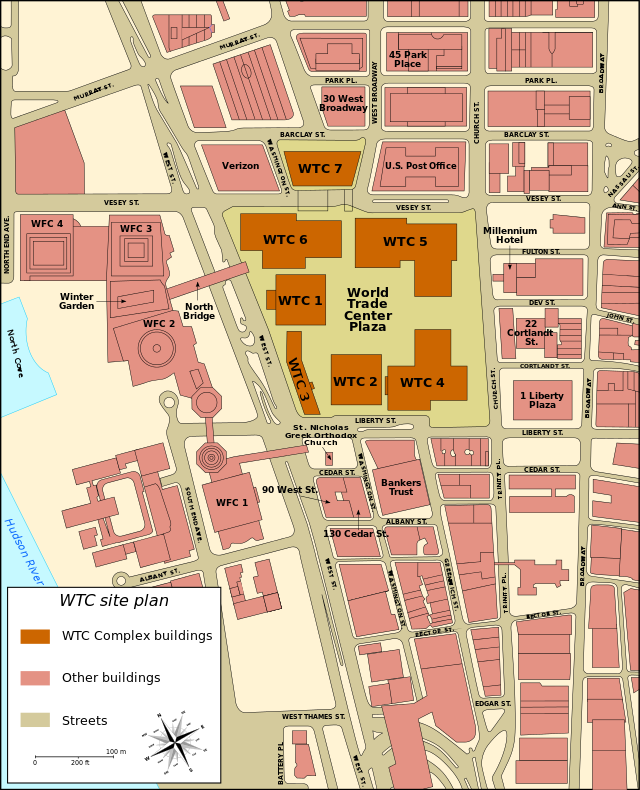 MURRAY ST.
MURRAY ST.
45 Park
Place
PARK PL.
PARK PL.
30 West
Broadway
WEST BROADWAY
BROADWAY
CHURCH ST.
BARCLAY ST.
BARCLAY ST.
WEST ST.
Verizon
WASHINGTON ST.
WTC 7
U.S. Post Office
NASSAU ST.
VESEY ST.
VESEY ST.
VESEY ST.
ANN ST.
NORTH END AVE.
WFC 4
WFC 3
WTC 6
WTC 5
Millennium
Hotel
FULTON ST.
Winter
Garden
North
Bridge
WTC 1
World
Trade
Center
Plaza
DEV ST.
JOHN ST.
WFC 2
22
Cortlandt
St.
North Cove
WEST ST.
WTC 3
WTC 2
WTC 4
CORTLANDT ST.
CHURCH ST.
1 Liberty
Plaza
BROADWAY
LIBERTY ST.
LIBERTY ST.
St. Nicholas
Greek Orthodox
Church
CEDAR ST.
CEDAR ST.
WASHINGTON ST.
Bankers
Trust
TRINITY PL.
90 West St.
WFC 1
SOUTH END AVE.
130 Cedar St.
ALBANY ST.
Hudson River
ALBANY ST.
WEST ST.
WASHINGTON ST.
GREENWICH ST.
TRINITY PL.
BROADWAY
RECTOR ST.
RECTOR ST.
WTC site plan
WTC Complex buildings
Other buildings
Streets
100 m
0
200 ft
N
E
S
W
EDGAR ST.
WEST THAMES ST.
BATTERY PL
WEST ST.